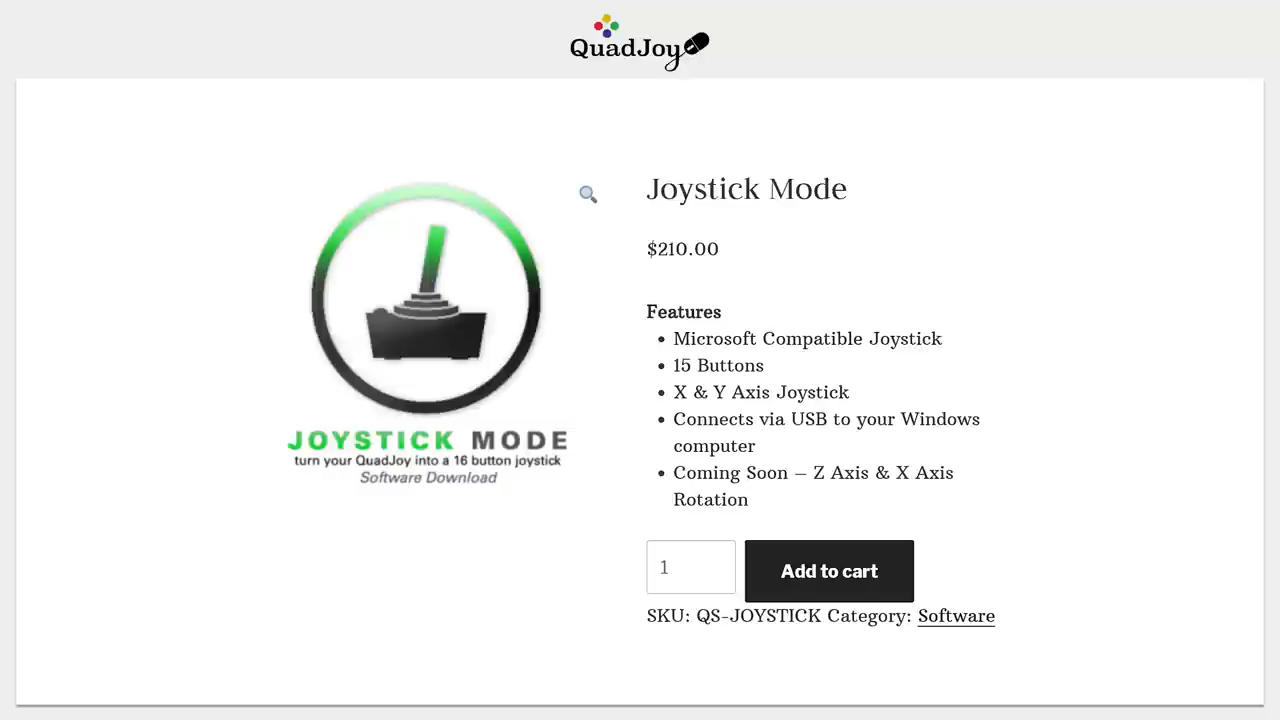 QuadJoy
Joystick Mode
$210.00
Features
Microsoft Compatible Joystick
15 Buttons
X & Y Axis Joystick
Connects via USB to your Windows
computer
Coming Soon – Z Axis & X Axis
Rotation
JOYSTICK MODE
turn your QuadJoy into a 16 button joystick
Software Download
1
Add to cart
SKU: QS-JOYSTICK Category: Software